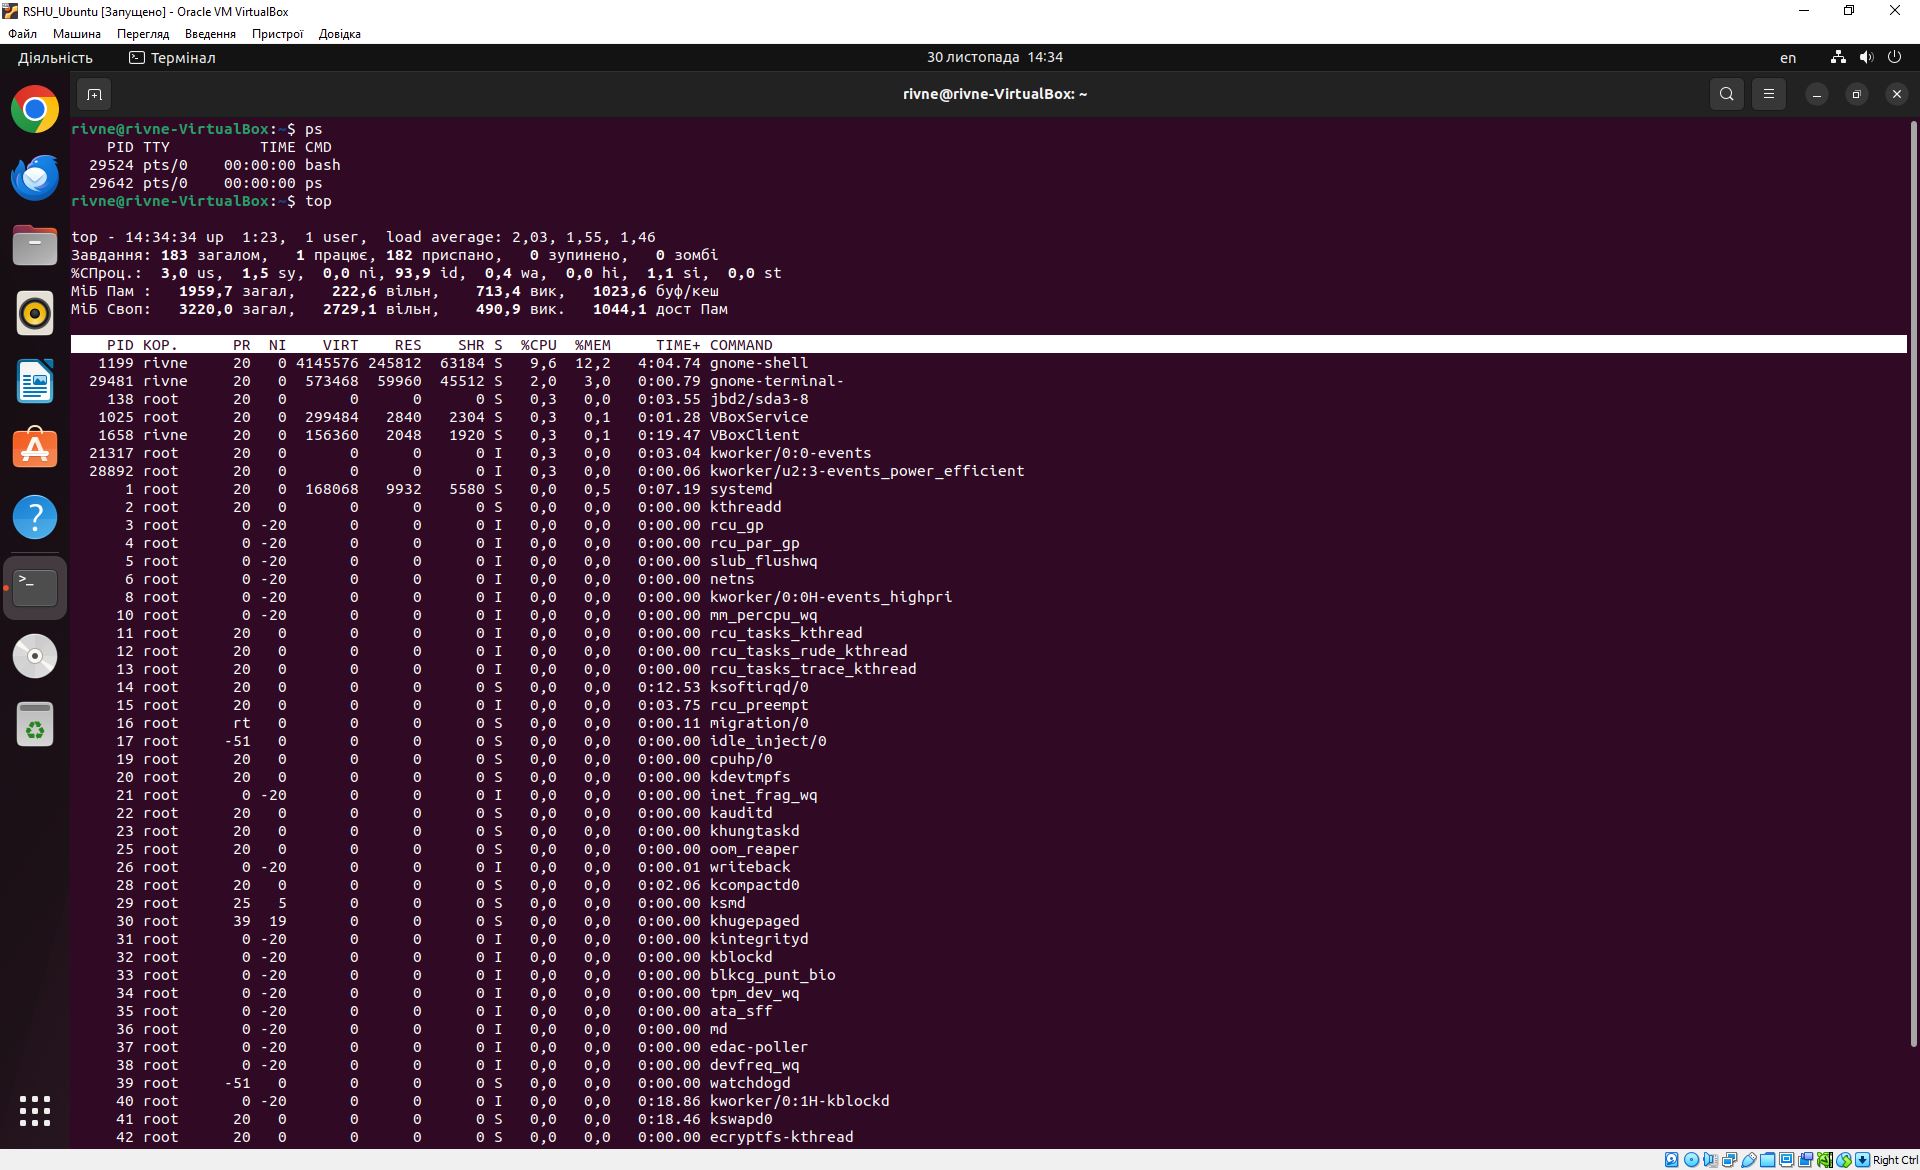 RSHU_Ubuntu [Запущено] - Oracle VM VirtualBox
Файл Машина Перегляд Введення Пристрої Довідка
Діяльність Термінал 30 листопада 14:34 en
rivne@rivne-VirtualBox: ~
rivne@rivne-VirtualBox:~$ ps
PID TTY TIME CMD
29524 pts/0 00:00:00 bash
29642 pts/0 00:00:00 ps
rivne@rivne-VirtualBox:~$ top
top - 14:34:34 up 1:23, 1 user, load average: 2,03, 1,55, 1,46
Завдання: 183 загалом, 1 працює, 182 приспано, 0 зупинено, 0 зомбі
%CПроц.: 3,0 us, 1,5 sy, 0,0 ni, 93,9 id, 0,4 wa, 0,0 hi, 1,1 si, 0,0 st
МіБ Пам : 1959,7 загал, 222,6 вільн, 713,4 вик, 1023,6 буф/кеш
МіБ Своп: 3220,0 загал, 2729,1 вільн, 490,9 вик. 1044,1 дост Пам
PID КОР. PR NI VIRT RES SHR S %CPU %MEM TIME+ COMMAND
1199 rivne 20 0 4145576 245812 63184 S 9,6 12,2 4:04.74 gnome-shell
29481 rivne 20 0 573468 59960 45512 S 2,0 3,0 0:00.79 gnome-terminal-
138 root 20 0 0 0 0 S 0,3 0,0 0:03.55 jbd2/sda3-8
1025 root 20 0 299484 2840 2304 S 0,3 0,1 0:01.28 VBoxService
1658 rivne 20 0 156360 2048 1920 S 0,3 0,1 0:19.47 VBoxClient
21317 root 20 0 0 0 0 I 0,3 0,0 0:03.04 kworker/0:0-events
28892 root 20 0 0 0 0 I 0,3 0,0 0:00.06 kworker/u2:3-events_power_efficient
1 root 20 0 168068 9932 5580 S 0,0 0,5 0:07.19 systemd
2 root 20 0 0 0 0 S 0,0 0,0 0:00.00 kthreadd
3 root 0 -20 0 0 0 I 0,0 0,0 0:00.00 rcu_gp
4 root 0 -20 0 0 0 I 0,0 0,0 0:00.00 rcu_par_gp
5 root 0 -20 0 0 0 I 0,0 0,0 0:00.00 slub_flushwq
6 root 0 -20 0 0 0 I 0,0 0,0 0:00.00 netns
8 root 0 -20 0 0 0 I 0,0 0,0 0:00.00 kworker/0:0H-events_highpri
10 root 0 -20 0 0 0 I 0,0 0,0 0:00.00 mm_percpu_wq
11 root 20 0 0 0 0 I 0,0 0,0 0:00.00 rcu_tasks_kthread
12 root 20 0 0 0 0 I 0,0 0,0 0:00.00 rcu_tasks_rude_kthread
13 root 20 0 0 0 0 I 0,0 0,0 0:00.00 rcu_tasks_trace_kthread
14 root 20 0 0 0 0 S 0,0 0,0 0:12.53 ksoftirqd/0
15 root 20 0 0 0 0 I 0,0 0,0 0:03.75 rcu_preempt
16 root rt 0 0 0 0 S 0,0 0,0 0:00.11 migration/0
17 root -51 0 0 0 0 S 0,0 0,0 0:00.00 idle_inject/0
19 root 20 0 0 0 0 S 0,0 0,0 0:00.00 cpuhp/0
20 root 20 0 0 0 0 S 0,0 0,0 0:00.00 kdevtmpfs
21 root 0 -20 0 0 0 I 0,0 0,0 0:00.00 inet_frag_wq
22 root 20 0 0 0 0 S 0,0 0,0 0:00.00 kauditd
23 root 20 0 0 0 0 S 0,0 0,0 0:00.00 khungtaskd
25 root 20 0 0 0 0 S 0,0 0,0 0:00.00 oom_reaper
26 root 0 -20 0 0 0 I 0,0 0,0 0:00.01 writeback
28 root 20 0 0 0 0 S 0,0 0,0 0:02.06 kcompactd0
29 root 25 5 0 0 0 S 0,0 0,0 0:00.00 ksmd
30 root 39 19 0 0 0 S 0,0 0,0 0:00.00 khugepaged
31 root 0 -20 0 0 0 I 0,0 0,0 0:00.00 kintegrityd
32 root 0 -20 0 0 0 I 0,0 0,0 0:00.00 kblockd
33 root 0 -20 0 0 0 I 0,0 0,0 0:00.00 blkcg_punt_bio
34 root 0 -20 0 0 0 I 0,0 0,0 0:00.00 tpm_dev_wq
35 root 0 -20 0 0 0 I 0,0 0,0 0:00.00 ata_sff
36 root 0 -20 0 0 0 I 0,0 0,0 0:00.00 md
37 root 0 -20 0 0 0 I 0,0 0,0 0:00.00 edac-poller
38 root 0 -20 0 0 0 I 0,0 0,0 0:00.00 devfreq_wq
39 root -51 0 0 0 0 S 0,0 0,0 0:00.00 watchdogd
40 root 0 -20 0 0 0 I 0,0 0,0 0:18.86 kworker/0:1H-kblockd
41 root 20 0 0 0 0 S 0,0 0,0 0:18.46 kswapd0
42 root 20 0 0 0 0 S 0,0 0,0 0:00.00 ecryptfs-kthread
Right Ctrl